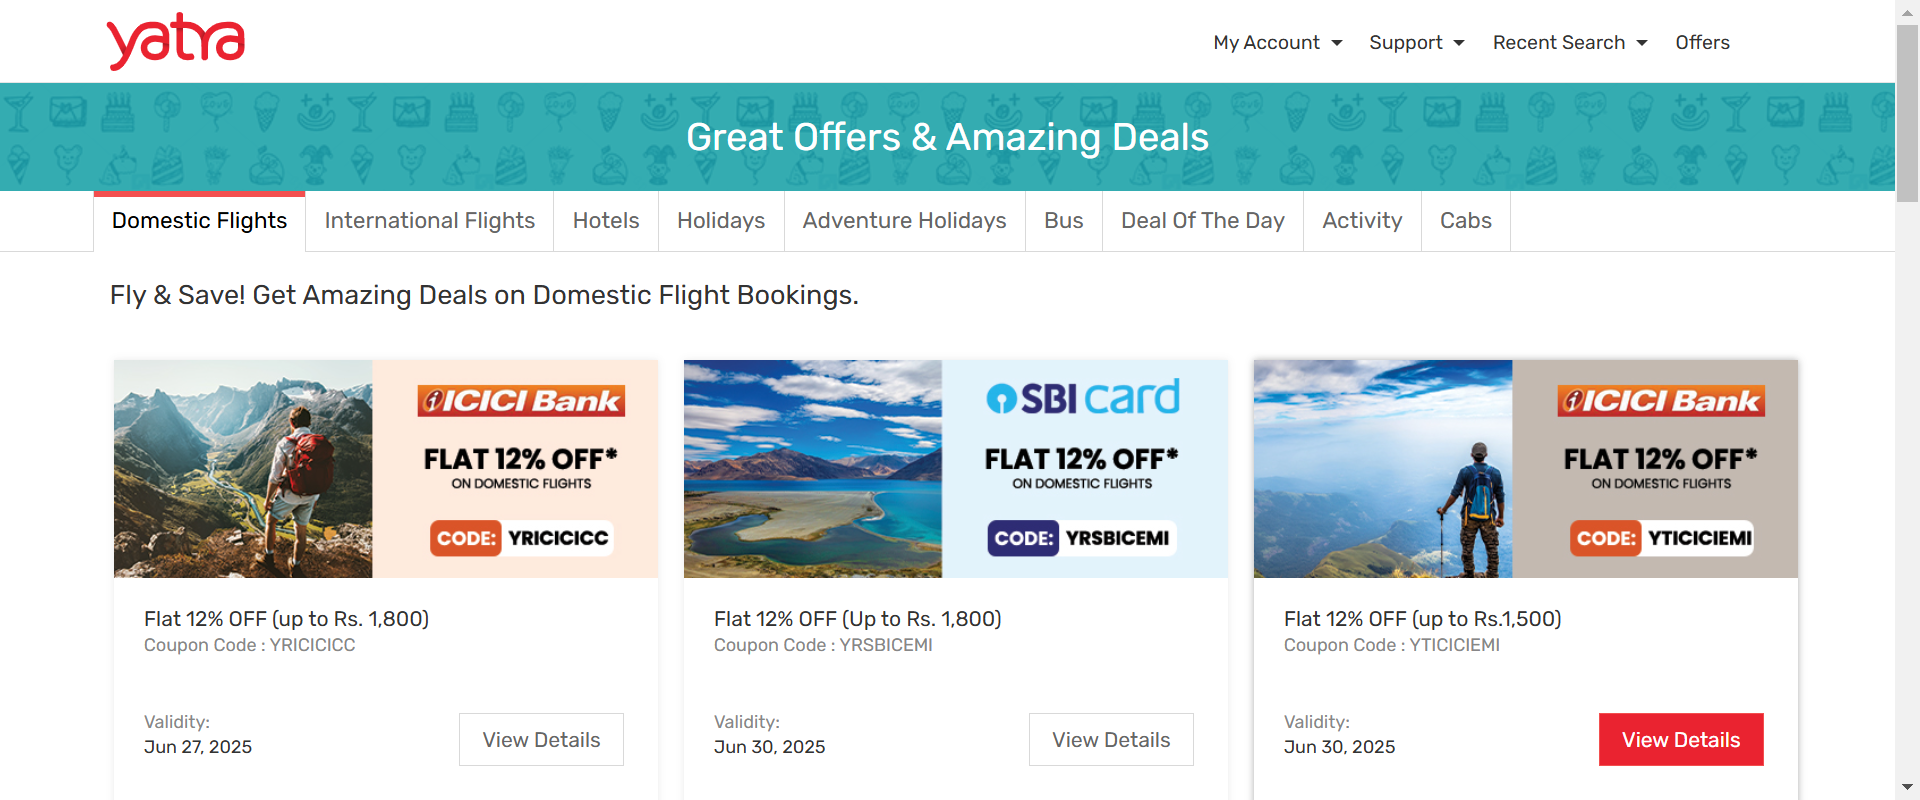 yatra
My Account Support Recent Search Offers
Great Offers & Amazing Deals
Domestic Flights International Flights Hotels Holidays Adventure Holidays Bus Deal Of The Day Activity Cabs
Fly & Save! Get Amazing Deals on Domestic Flight Bookings.
ICICI Bank
FLAT 12% OFF*
ON DOMESTIC FLIGHTS
CODE: YRICICICC
Flat 12% OFF (up to Rs. 1,800)
Coupon Code : YRICICICC
Validity:
Jun 27, 2025
View Details
SBI card
FLAT 12% OFF*
ON DOMESTIC FLIGHTS
CODE: YRSBICEMI
Flat 12% OFF (Up to Rs. 1,800)
Coupon Code : YRSBICEMI
Validity:
Jun 30, 2025
View Details
ICICI Bank
FLAT 12% OFF*
ON DOMESTIC FLIGHTS
CODE: YTICICIEMI
Flat 12% OFF (up to Rs.1,500)
Coupon Code : YTICICIEMI
Validity:
Jun 30, 2025
View Details